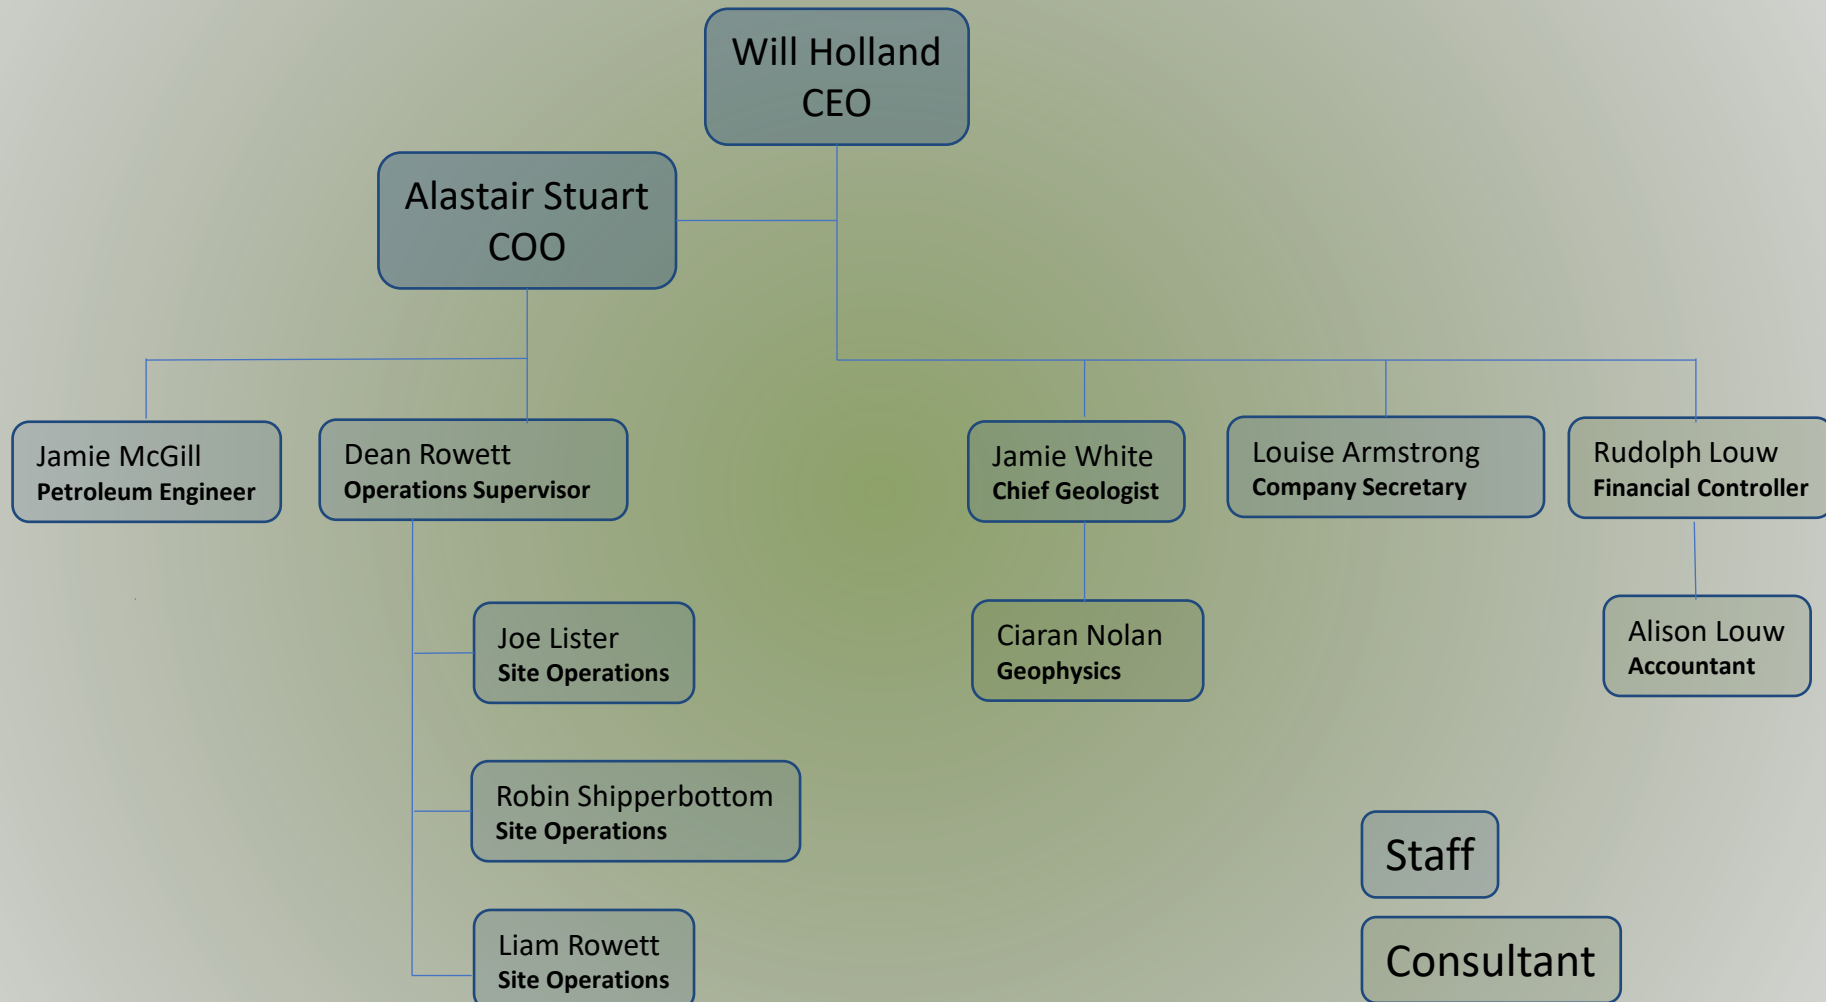 Will Holland
CEO
Alastair Stuart
COO
Jamie McGill
Petroleum Engineer
Dean Rowett
Operations Supervisor
Jamie White
Chief Geologist
Louise Armstrong
Company Secretary
Rudolph Louw
Financial Controller
Joe Lister
Site Operations
Ciaran Nolan
Geophysics
Alison Louw
Accountant
Robin Shipperbottom
Site Operations
Liam Rowett
Site Operations
Staff
Consultant